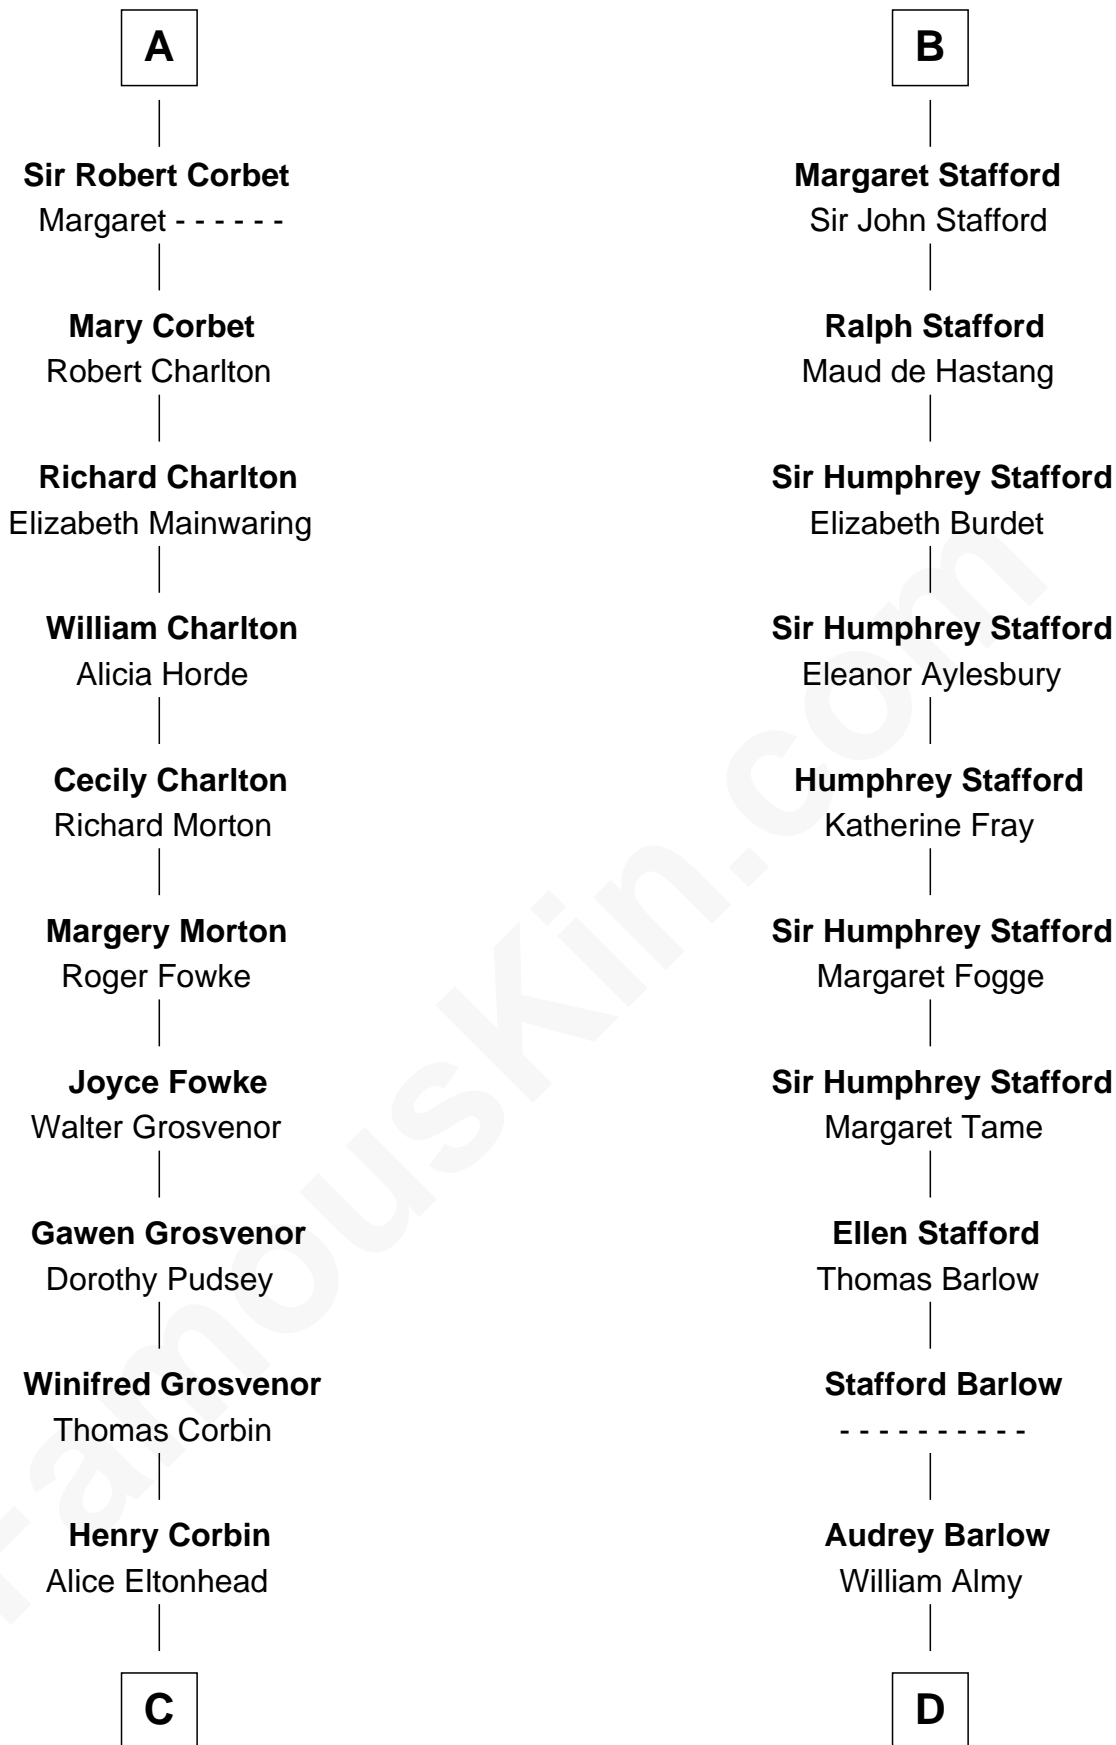 A
Sir Robert Corbet
Margaret - - - - - -
Mary Corbet
Robert Charlton
Richard Charlton
Elizabeth Mainwaring
William Charlton
Alicia Horde
Cecily Charlton
Richard Morton
Margery Morton
Roger Fowke
Joyce Fowke
Walter Grosvenor
Gawen Grosvenor
Dorothy Pudsey
Winifred Grosvenor
Thomas Corbin
Henry Corbin
Alice Eltonhead
C
B
Margaret Stafford
Sir John Stafford
Ralph Stafford
Maud de Hastang
Sir Humphrey Stafford
Elizabeth Burdet
Sir Humphrey Stafford
Eleanor Aylesbury
Humphrey Stafford
Katherine Fray
Sir Humphrey Stafford
Margaret Fogge
Sir Humphrey Stafford
Margaret Tame
Ellen Stafford
Thomas Barlow
Stafford Barlow
- - - - - - - - - -
Audrey Barlow
William Almy
D
FamousKin.com